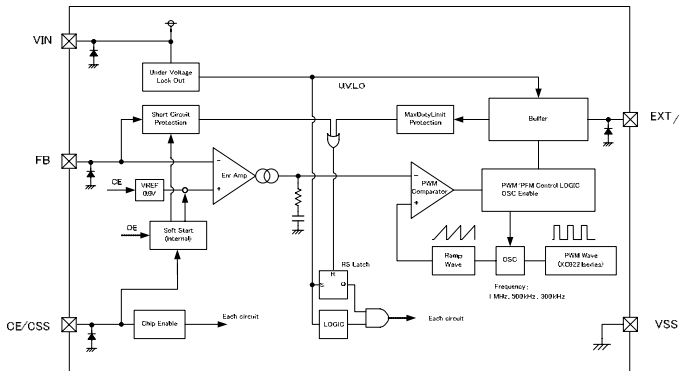 VIN
Under Voltage
Lock Out
U.V.L.O
Short Circuit
Protection
MaxDutyLimit
Protection
Buffer
EXT/
FB
CE
VREF
0.9V
-
+
Err Amp
-
+
PWM
Comparator
PWM/PFM Control LOGIC
OSC Enable
CE
Soft Start
(internal)
Ramp
Wave
OSC
PWM Wave
RS Latch
R
S
Q
Frequency:
1 MHz, 500kHz, 300kHz
CE/CSS
Chip Enable
Each circuit
LOGIC
Each circuit
VSS